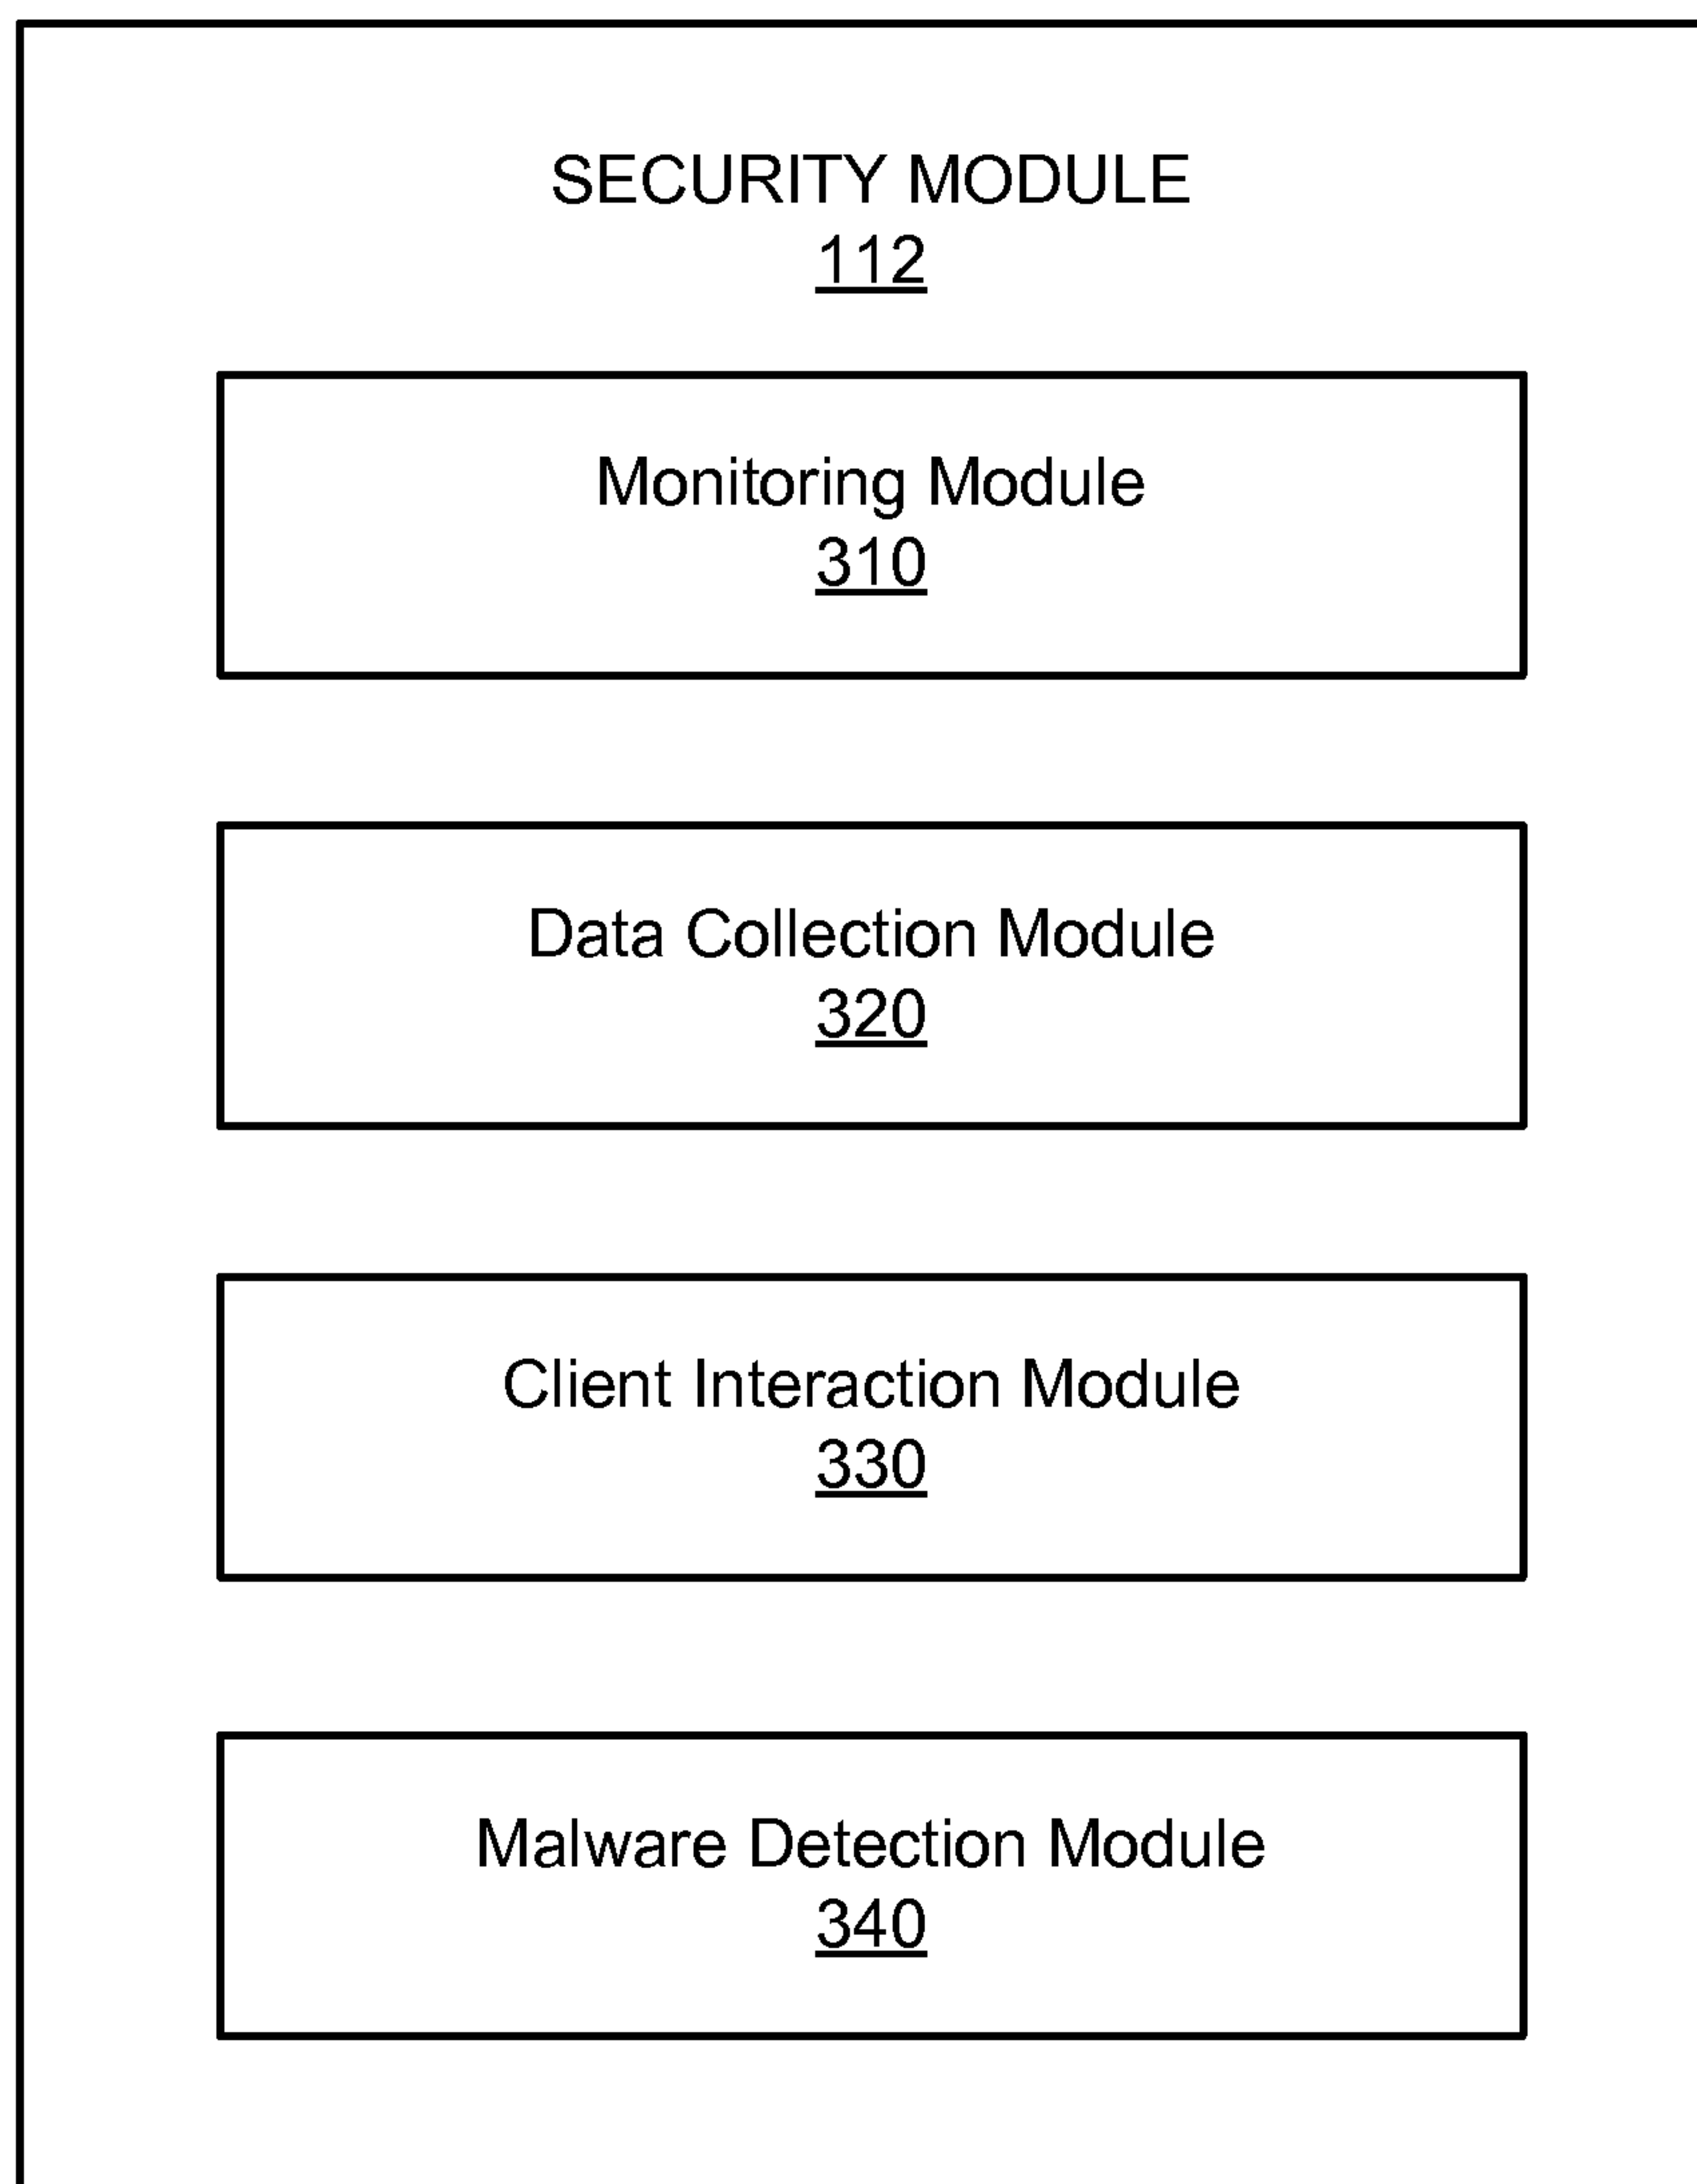 SECURITY MODULE
112
Monitoring Module
310
Data Collection Module
320
Client Interaction Module
330
Malware Detection Module
340